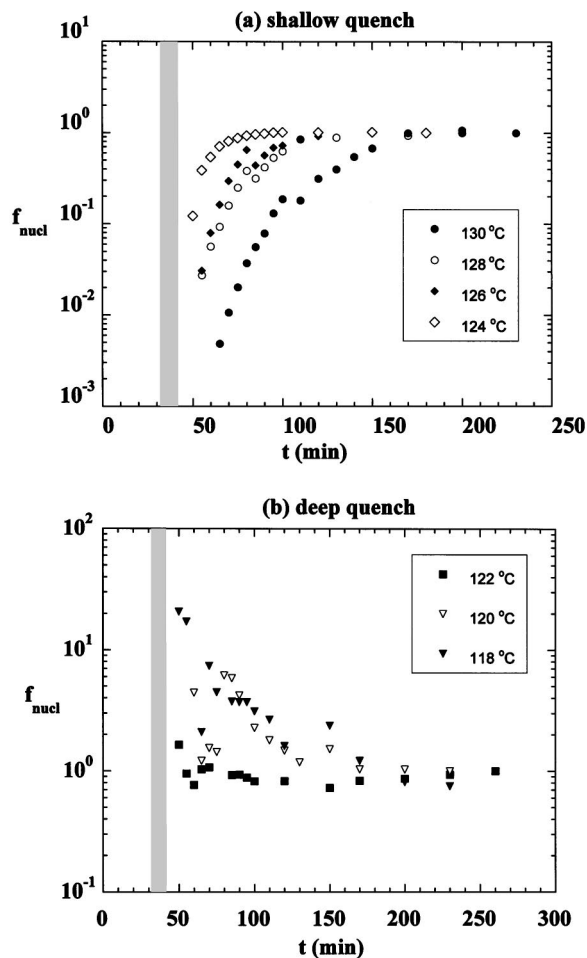 (a) shallow quench
10^1
10^0
10^-1
10^-2
10^-3
f_nucl
130 °C
128 °C
126 °C
124 °C
0 50 100 150 200 250
t (min)
(b) deep quench
10^2
10^1
10^0
10^-1
f_nucl
122 °C
120 °C
118 °C
0 50 100 150 200 250 300
t (min)